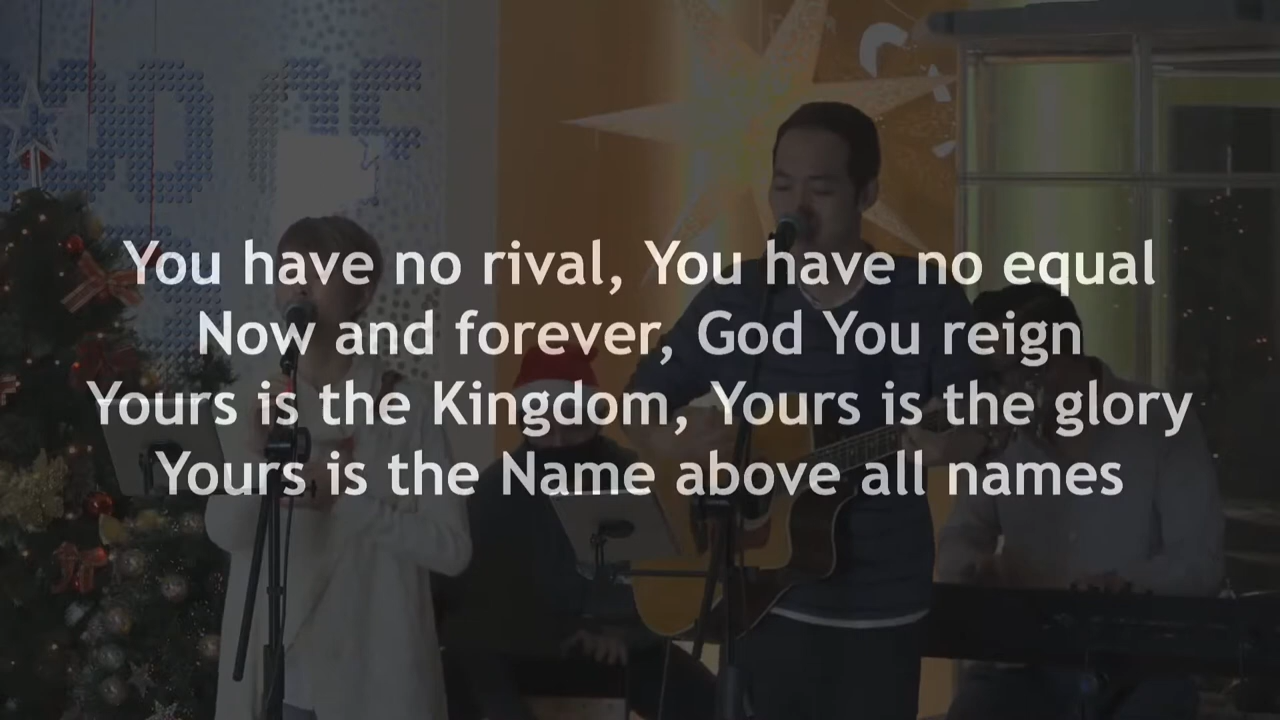 You have no rival, You have no equal
Now and forever, God You reign
Yours is the Kingdom, Yours is the glory
Yours is the Name above all names